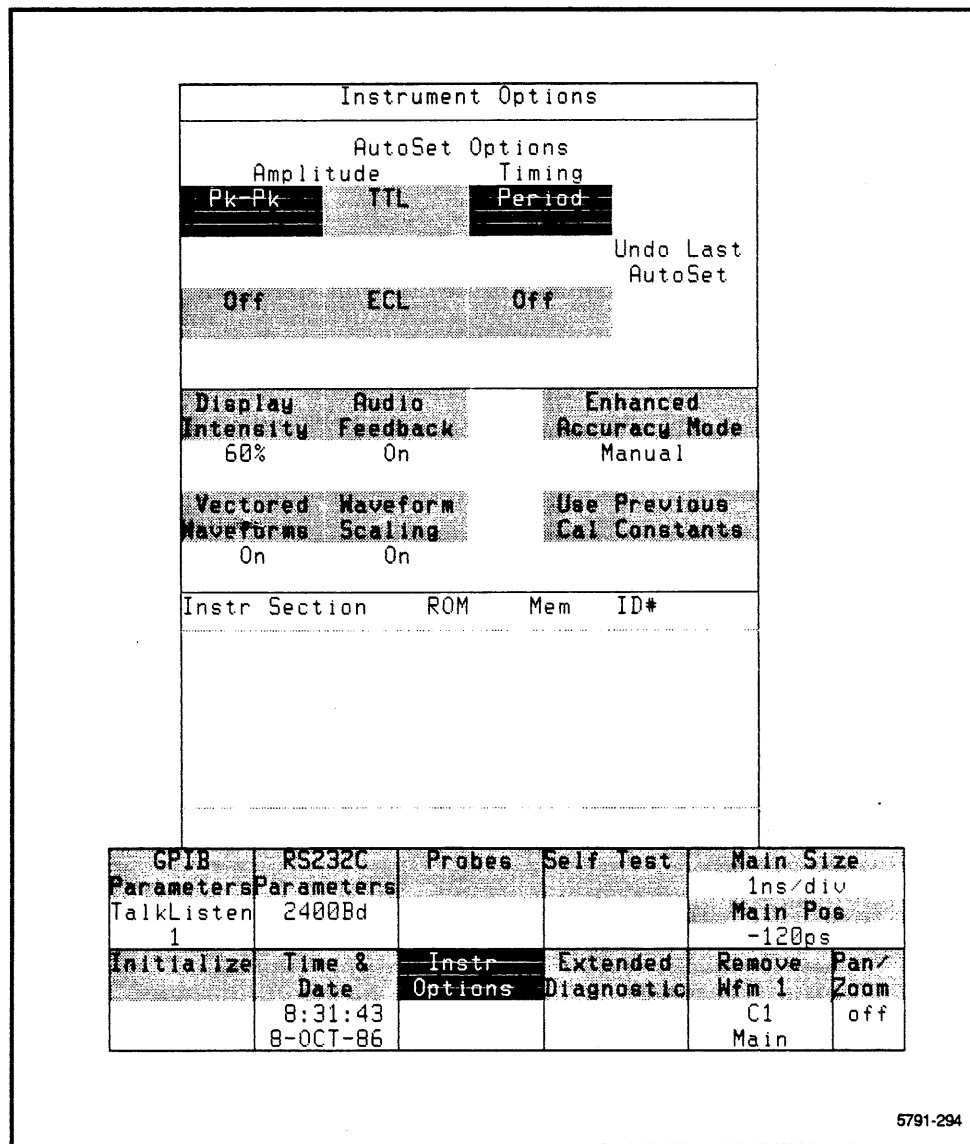 Instrument Options
AutoSet Options
Amplitude Timing
Pk-Pk TTL Period
Undo Last
AutoSet
Off ECL Off
Display Audio Enhanced
Intensity Feedback Accuracy Mode
60% On Manual
Vectored Waveform Use Previous
Waveforms Scaling Cal Constants
On On
Instr Section ROM Mem ID#
GPIB RS232C Probes Self Test Main Size
Parameters Parameters 1ns/div
TalkListen 2400Bd Main Pos
1 -120ps
Initialize Time & Instr Extended Remove Pan/
Date Options Diagnostic Wfm 1 Zoom
8:31:43 C1 off
8-OCT-86 Main
5791-294